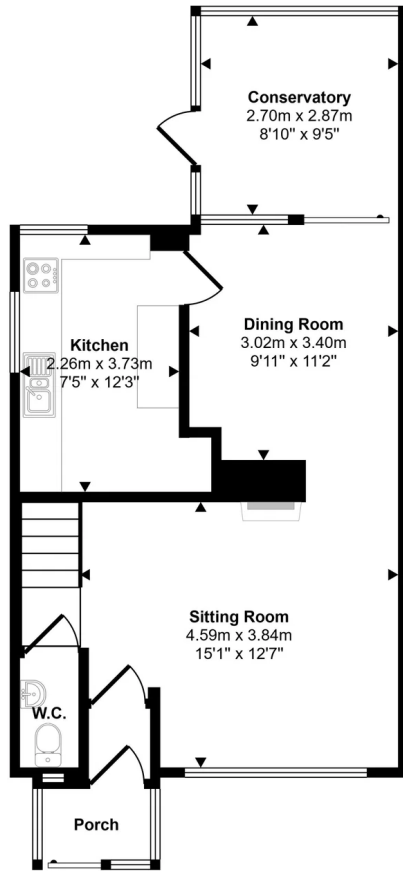 Conservatory
2.70m x 2.87m
8'10" x 9'5"
Kitchen
2.26m x 3.73m
7'5" x 12'3"
Dining Room
3.02m x 3.40m
9'11" x 11'2"
Sitting Room
4.59m x 3.84m
15'1" x 12'7"
W.C.
Porch